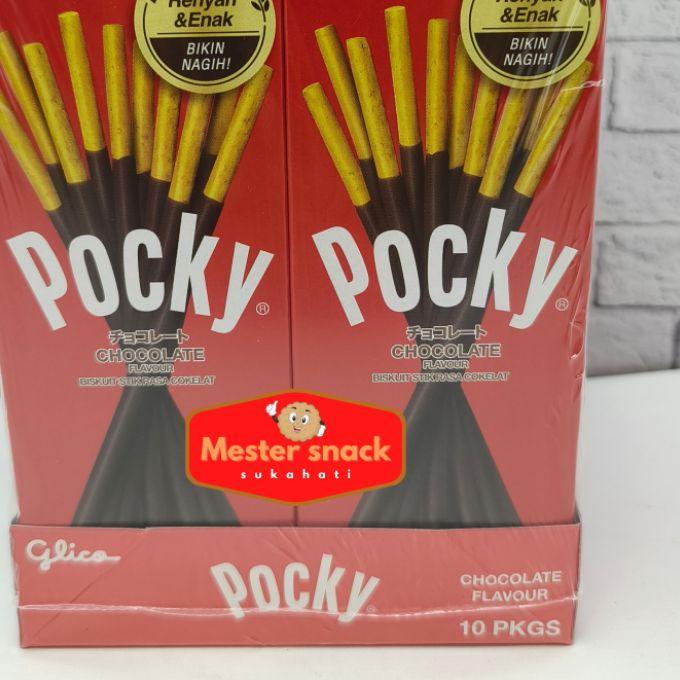 Renyah
&Enak
BIKIN
NAGIH!
Renyah
&Enak
BIKIN
NAGIH!
Pocky®
チョコレート
CHOCOLATE
FLAVOUR
BISKUIT STIK RASA COKELAT
Pocky®
チョコレート
CHOCOLATE
FLAVOUR
BISKUIT STIK RASA COKELAT
Mester snack
sukahati
Glico
Pocky®
CHOCOLATE
FLAVOUR
10 PKGS